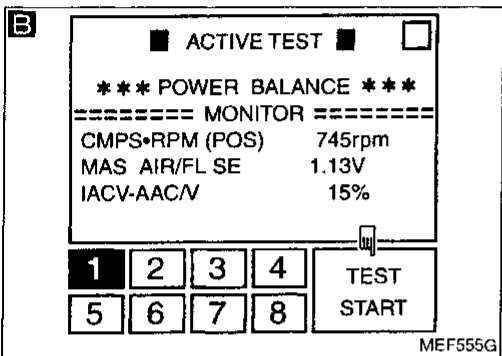 B
■ ACTIVE TEST ■
*** POWER BALANCE ***
======== MONITOR ========
CMPS•RPM (POS) 745rpm
MAS AIR/FL SE 1.13V
IACV-AAC/V 15%
1 2 3 4 TEST
5 6 7 8 START
MEF555G